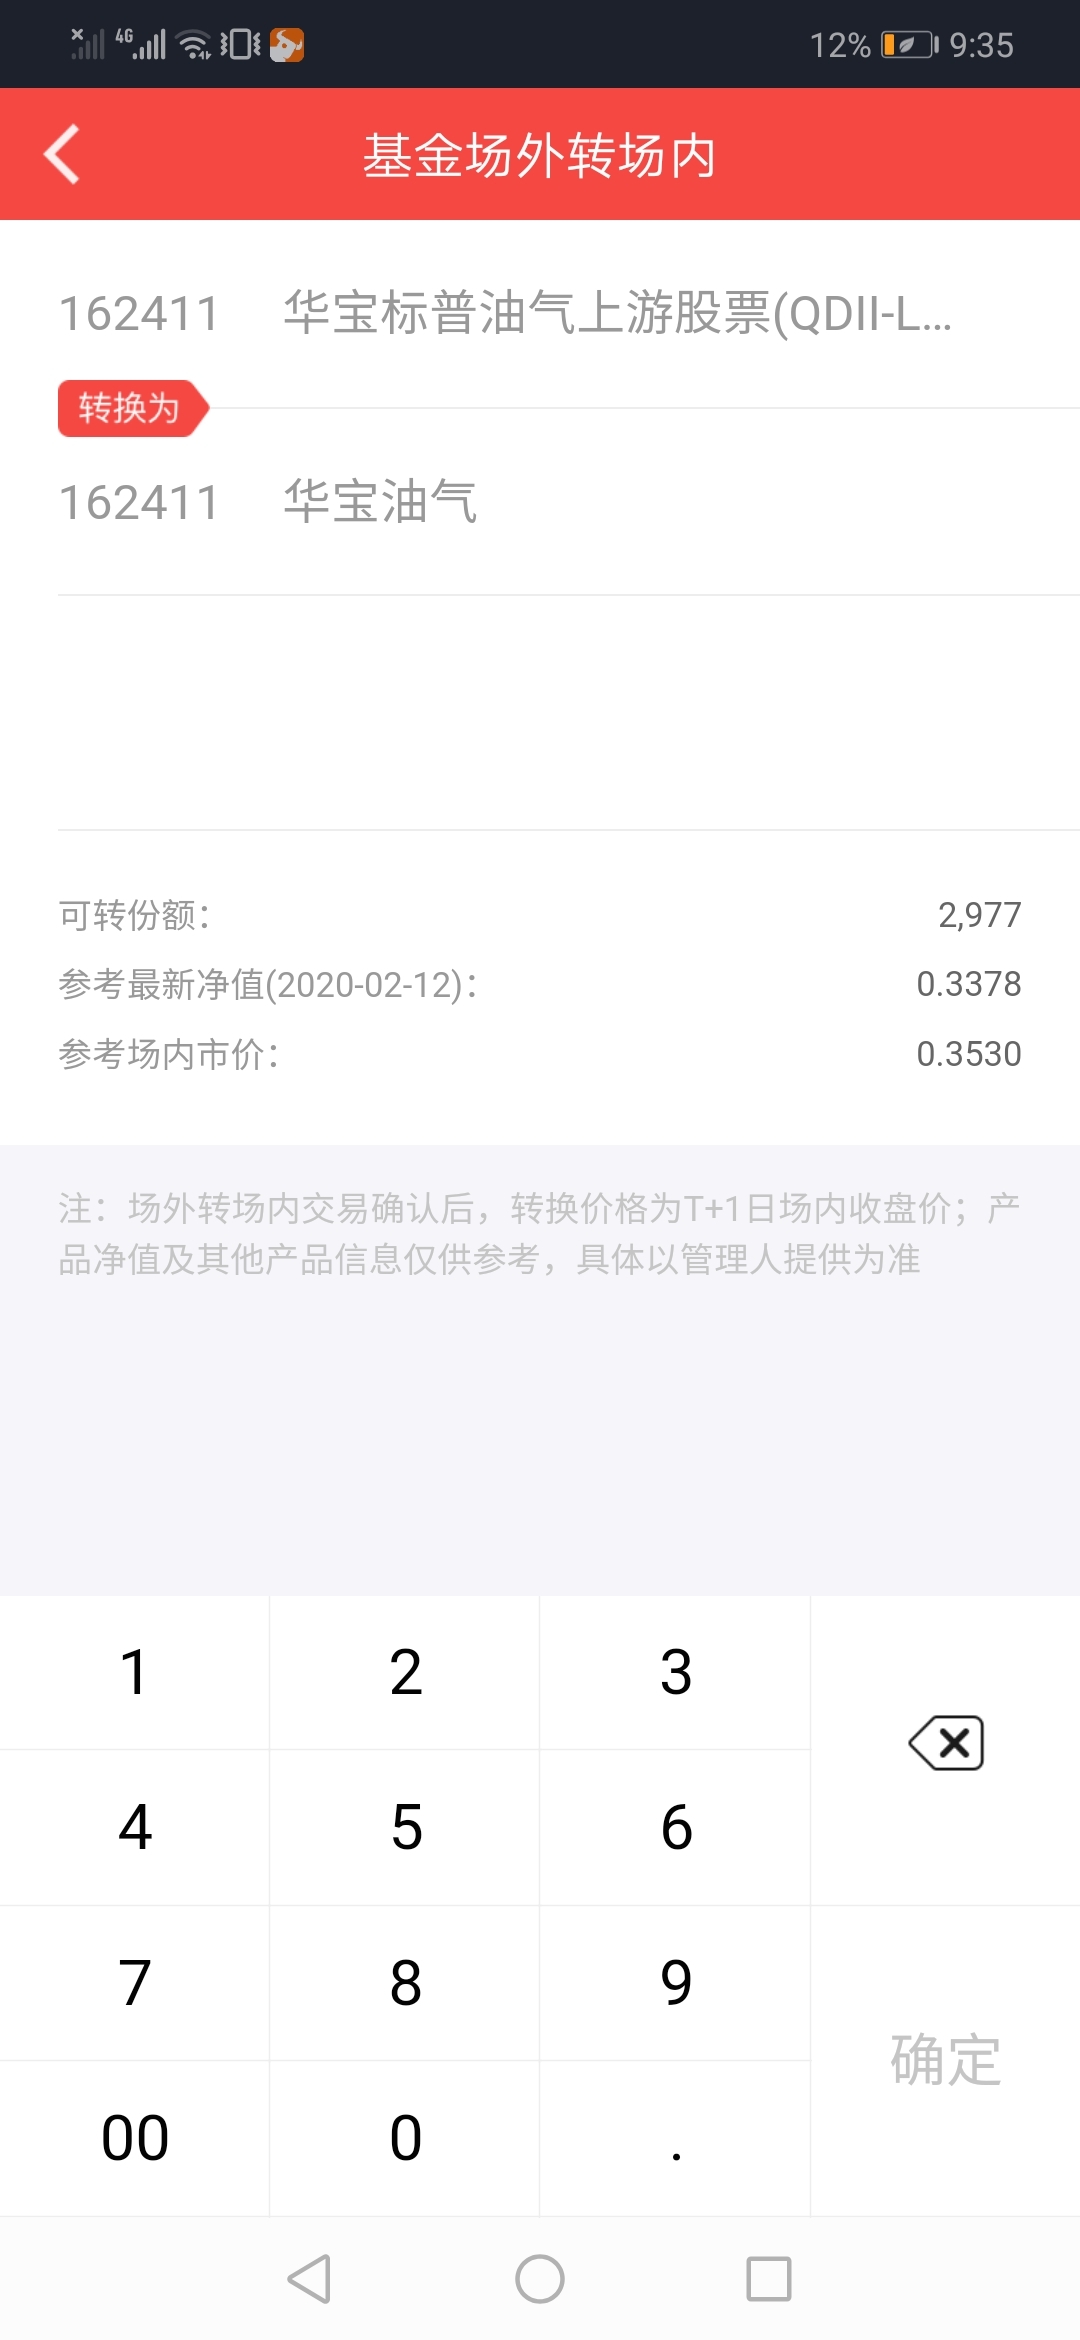 4G 12% 9:35
基金场外转场内
162411 华宝标普油气上游股票(QDII-L...
转换为
162411 华宝油气
可转份额： 2,977
参考最新净值(2020-02-12)： 0.3378
参考场内市价： 0.3530
注：场外转场内交易确认后，转换价格为T+1日场内收盘价；产
品净值及其他产品信息仅供参考，具体以管理人提供为准
1 2 3
4 5 6
7 8 9
确定
00 0 .